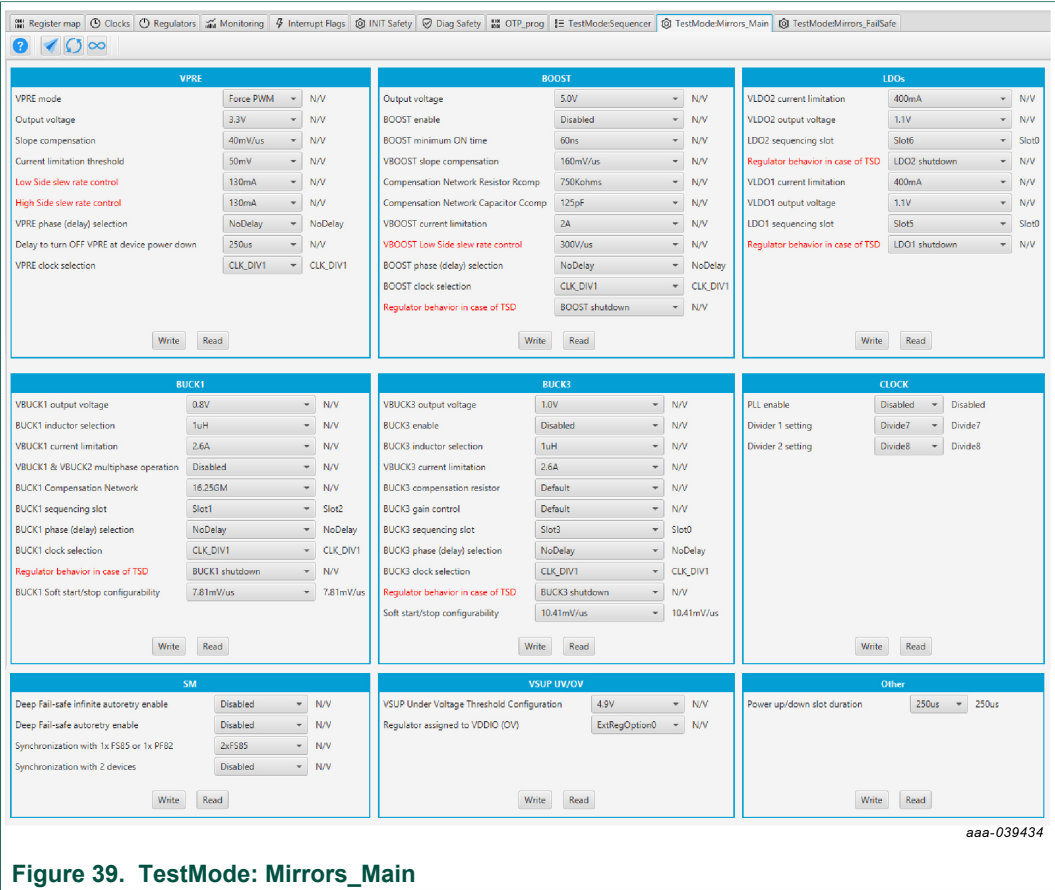 Register map Clocks Regulators Monitoring Interrupt Flags INIT Safety Diag Safety OTP_prog TestMode:Sequencer TestMode:Mirrors_Main TestMode:Mirrors_FailSafe
VPRE
VPRE mode Force PWM N/V
Output voltage 3.3V N/V
Slope compensation 40mV/us N/V
Current limitation threshold 50mV N/V
Low Side slew rate control 130mA N/V
High Side slew rate control 130mA N/V
VPRE phase (delay) selection NoDelay NoDelay
Delay to turn OFF VPRE at device power down 250us N/V
VPRE clock selection CLK_DIV1 CLK_DIV1
Write Read
BOOST
Output voltage 5.0V N/V
BOOST enable Disabled N/V
BOOST minimum ON time 60ns N/V
VBOOST slope compensation 160mV/us N/V
Compensation Network Resistor Rcomp 750Kohms N/V
Compensation Network Capacitor Ccomp 125pF N/V
VBOOST current limitation 2A N/V
VBOOST Low Side slew rate control 300V/us N/V
BOOST phase (delay) selection NoDelay NoDelay
BOOST clock selection CLK_DIV1 CLK_DIV1
Regulator behavior in case of TSD BOOST shutdown N/V
Write Read
LDOs
VLDO2 current limitation 400mA N/V
VLDO2 output voltage 1.1V N/V
LDO2 sequencing slot Slot6 Slot0
Regulator behavior in case of TSD LDO2 shutdown N/V
VLDO1 current limitation 400mA N/V
VLDO1 output voltage 1.1V N/V
LDO1 sequencing slot Slot5 Slot0
Regulator behavior in case of TSD LDO1 shutdown N/V
Write Read
BUCK1
VBUCK1 output voltage 0.8V N/V
BUCK1 inductor selection 1uH N/V
VBUCK1 current limitation 2.6A N/V
VBUCK1 & VBUCK2 multiphase operation Disabled N/V
BUCK1 Compensation Network 16.25GM N/V
BUCK1 sequencing slot Slot1 Slot2
BUCK1 phase (delay) selection NoDelay NoDelay
BUCK1 clock selection CLK_DIV1 CLK_DIV1
Regulator behavior in case of TSD BUCK1 shutdown N/V
BUCK1 Soft start/stop configurability 7.81mV/us 7.81mV/us
Write Read
BUCK3
VBUCK3 output voltage 1.0V N/V
BUCK3 enable Disabled N/V
BUCK3 inductor selection 1uH N/V
VBUCK3 current limitation 2.6A N/V
BUCK3 compensation resistor Default N/V
BUCK3 gain control Default N/V
BUCK3 sequencing slot Slot3 Slot0
BUCK3 phase (delay) selection NoDelay NoDelay
BUCK3 clock selection CLK_DIV1 CLK_DIV1
Regulator behavior in case of TSD BUCK3 shutdown N/V
Soft start/stop configurability 10.41mV/us 10.41mV/us
Write Read
CLOCK
PLL enable Disabled Disabled
Divider 1 setting Divide7 Divide7
Divider 2 setting Divide8 Divide8
Write Read
SM
Deep Fail-safe infinite autoretry enable Disabled N/V
Deep Fail-safe autoretry enable Disabled N/V
Synchronization with 1x FS85 or 1x PF82 2xFS85 N/V
Synchronization with 2 devices Disabled N/V
Write Read
VSUP UV/OV
VSUP Under Voltage Threshold Configuration 4.9V N/V
Regulator assigned to VDDIO (OV) ExtRegOption0 N/V
Write Read
Other
Power up/down slot duration 250us 250us
Write Read
aaa-039434
Figure 39. TestMode: Mirrors_Main